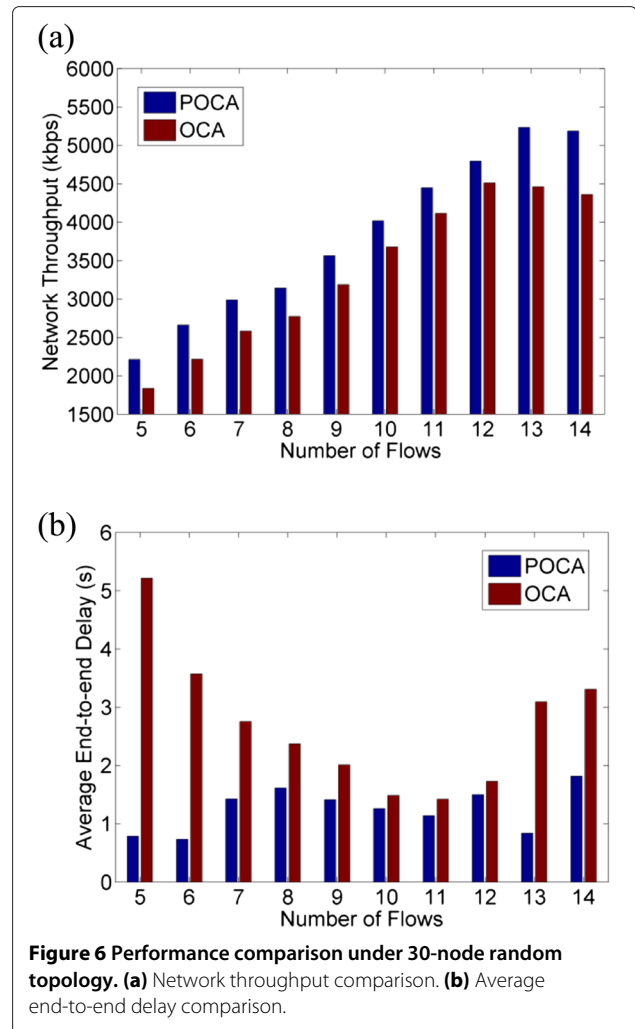 (a)
6000
5500
5000
4500
4000
3500
3000
2500
2000
1500
Network Throughput (kbps)
POCA
OCA
5 6 7 8 9 10 11 12 13 14
Number of Flows
(b)
6
5
4
3
2
1
0
Average End-to-end Delay (s)
POCA
OCA
5 6 7 8 9 10 11 12 13 14
Number of Flows
Figure 6 Performance comparison under 30-node random
topology. (a) Network throughput comparison. (b) Average
end-to-end delay comparison.